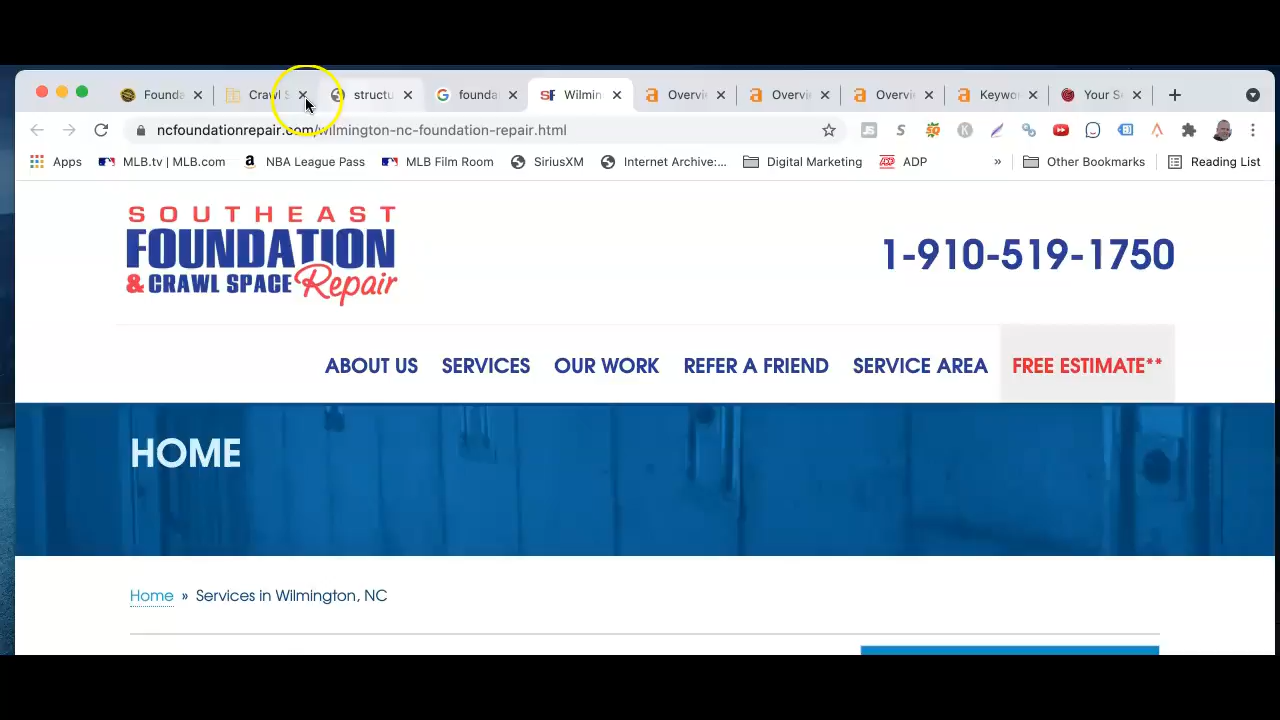 Founda
Crawl S
structu
founda
SF Wilmin
Overvi
Overvi
Overvi
Keywo
Your S
ncfoundationrepair.com/wilmington-nc-foundation-repair.html
Apps
MLB.tv | MLB.com
NBA League Pass
MLB Film Room
SiriusXM
Internet Archive:...
Digital Marketing
ADP
»
Other Bookmarks
Reading List
SOUTHEAST
FOUNDATION
& CRAWL SPACE Repair
1-910-519-1750
ABOUT US SERVICES OUR WORK REFER A FRIEND SERVICE AREA FREE ESTIMATE**
HOME
Home » Services in Wilmington, NC